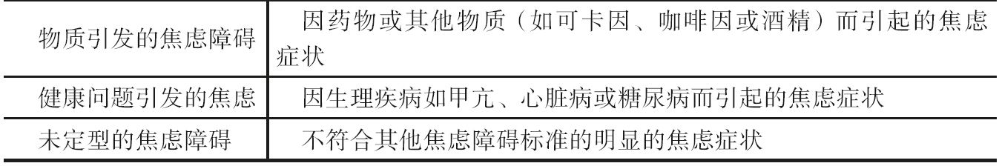 物质引发的焦虑障碍
因药物或其他物质（如可卡因、咖啡因或酒精）而引起的焦虑
症状
健康问题引发的焦虑
因生理疾病如甲亢、心脏病或糖尿病而引起的焦虑症状
未定型的焦虑障碍
不符合其他焦虑障碍标准的明显的焦虑症状